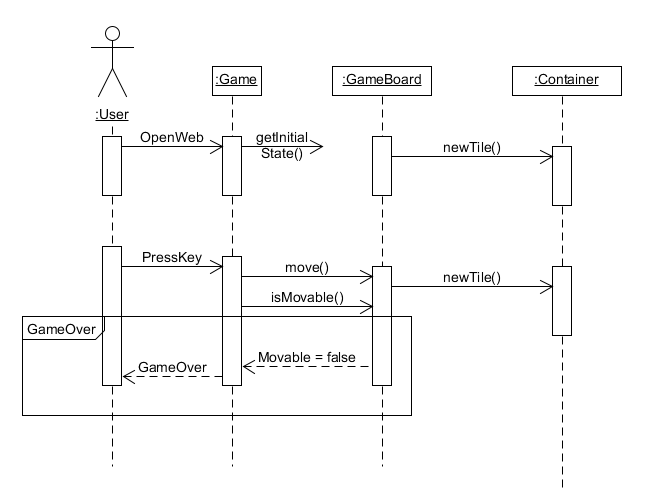 :Game
:GameBoard
:Container
:User
OpenWeb
getInitial
State()
newTile()
PressKey
move()
newTile()
isMovable()
GameOver
Movable = false
GameOver